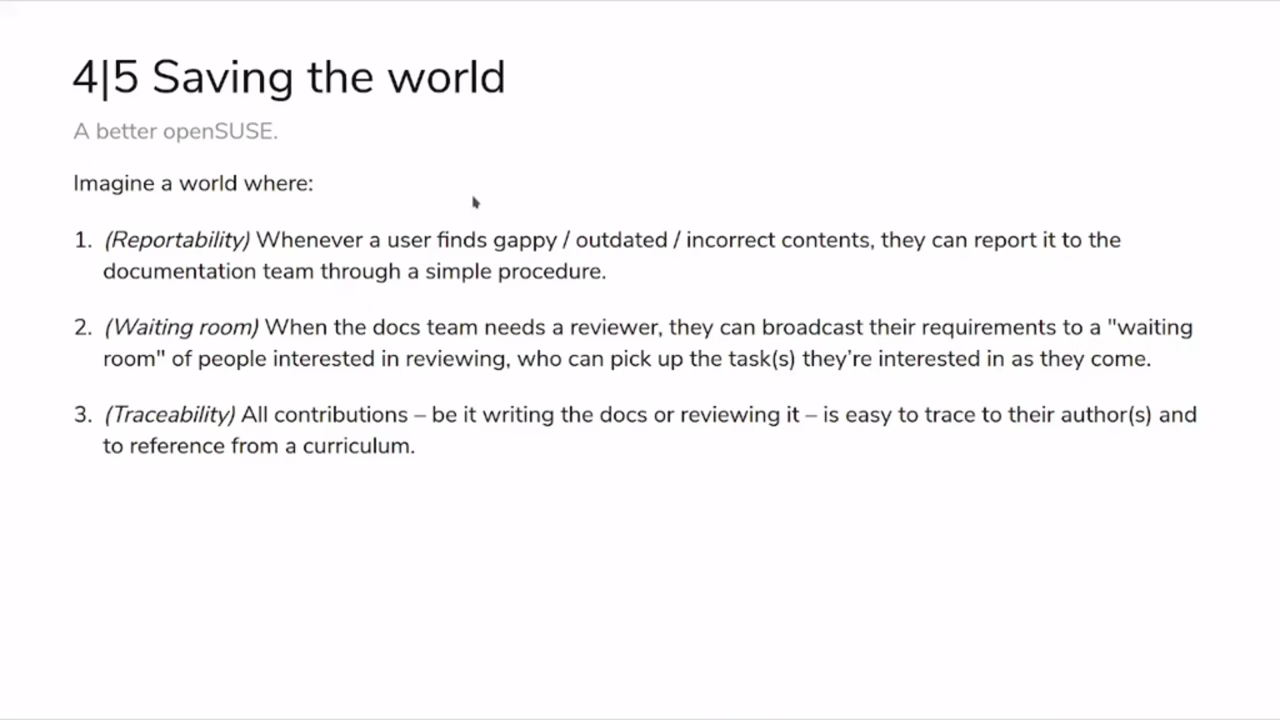 4|5 Saving the world
A better openSUSE.
Imagine a world where:
1. (Reportability) Whenever a user finds gappy / outdated / incorrect contents, they can report it to the
documentation team through a simple procedure.
2. (Waiting room) When the docs team needs a reviewer, they can broadcast their requirements to a "waiting
room" of people interested in reviewing, who can pick up the task(s) they're interested in as they come.
3. (Traceability) All contributions – be it writing the docs or reviewing it – is easy to trace to their author(s) and
to reference from a curriculum.